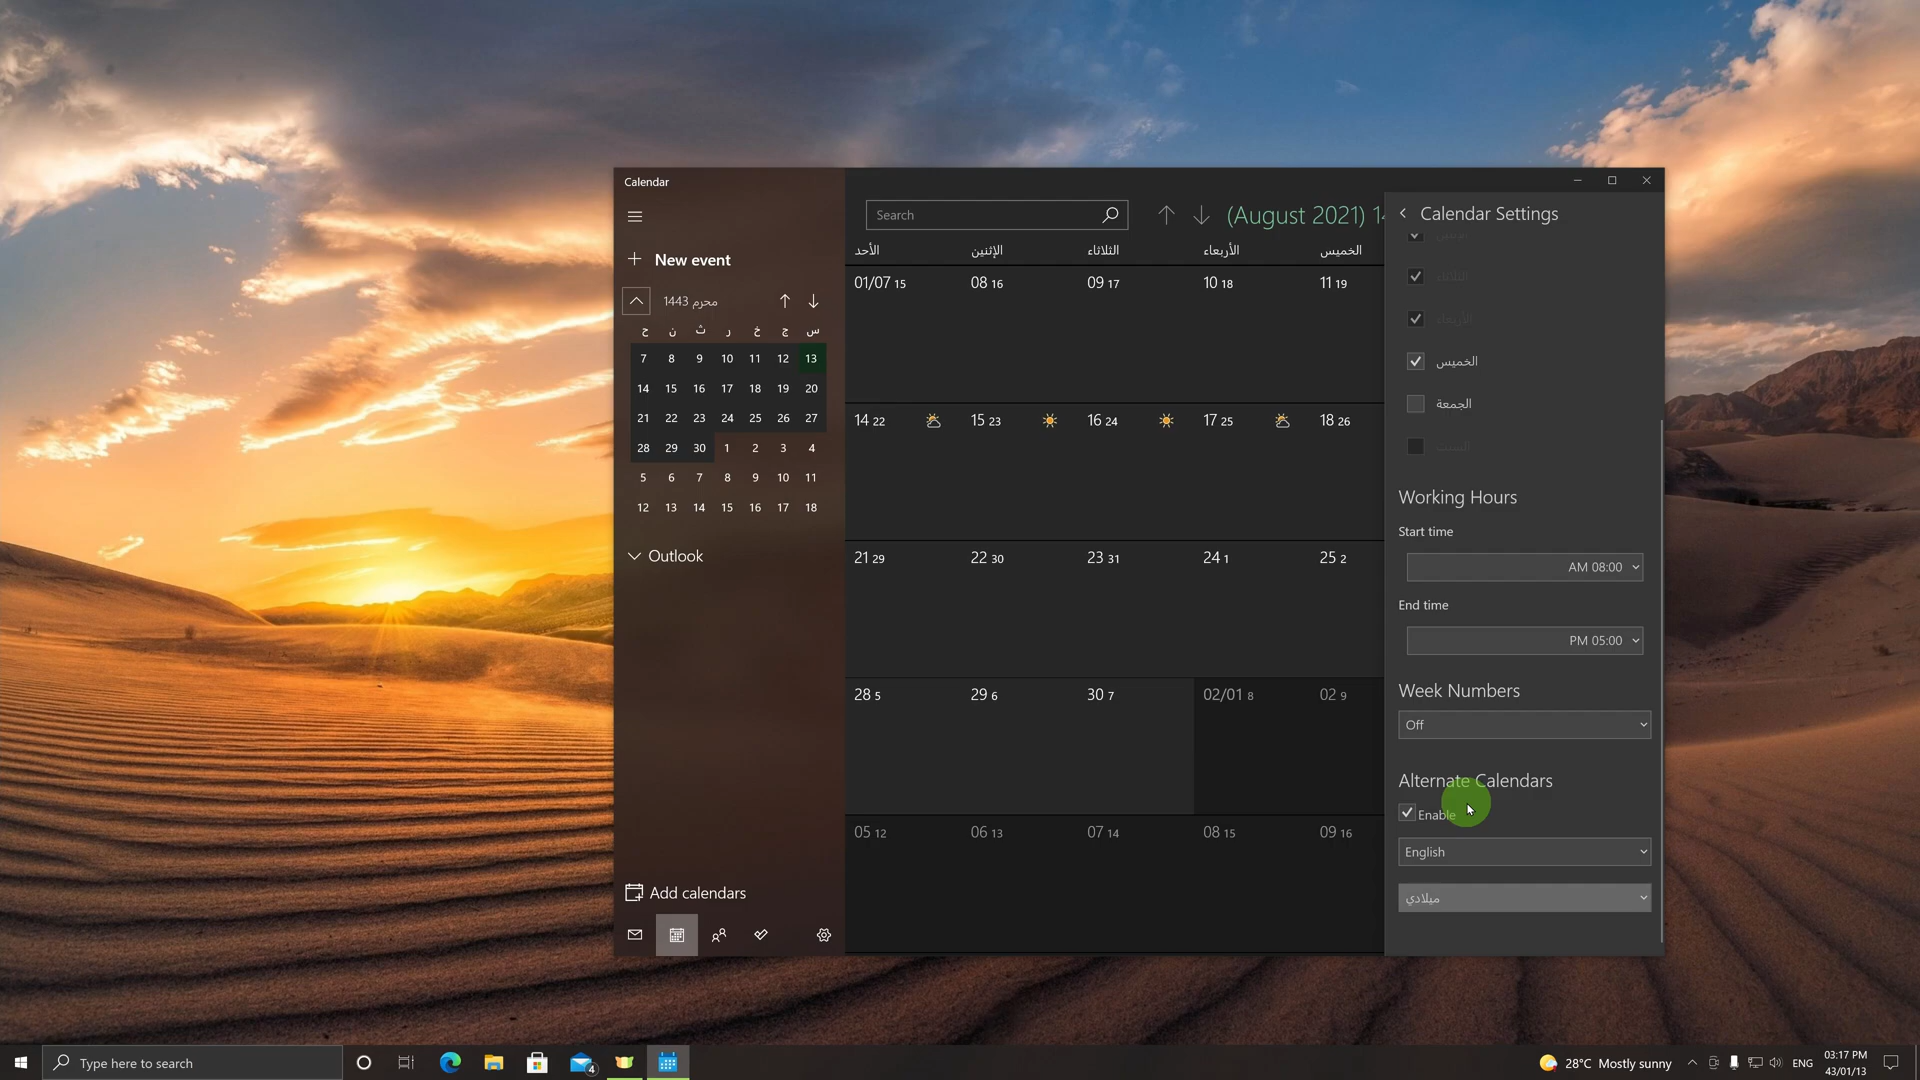 Calendar
New event
محرم 1443
ح ن ث ر خ ج س
7 8 9 10 11 12 13
14 15 16 17 18 19 20
21 22 23 24 25 26 27
28 29 30 1 2 3 4
5 6 7 8 9 10 11
12 13 14 15 16 17 18
Outlook
Add calendars
Search
(August 2021) 14
الأحد الإثنين الثلاثاء الأربعاء الخميس
01/07 15 08 16 09 17 10 18 11 19
14 22 15 23 16 24 17 25 18 26
21 29 22 30 23 31 24 1 25 2
28 5 29 6 30 7 02/01 8 02 9
05 12 06 13 07 14 08 15 09 16
Calendar Settings
الثلاثاء
الأربعاء
الخميس
الجمعة
السبت
Working Hours
Start time
AM 08:00
End time
PM 05:00
Week Numbers
Off
Alternate Calendars
Enable
English
ميلادي
Type here to search
4
28°C Mostly sunny
ENG
03:17 PM
43/01/13